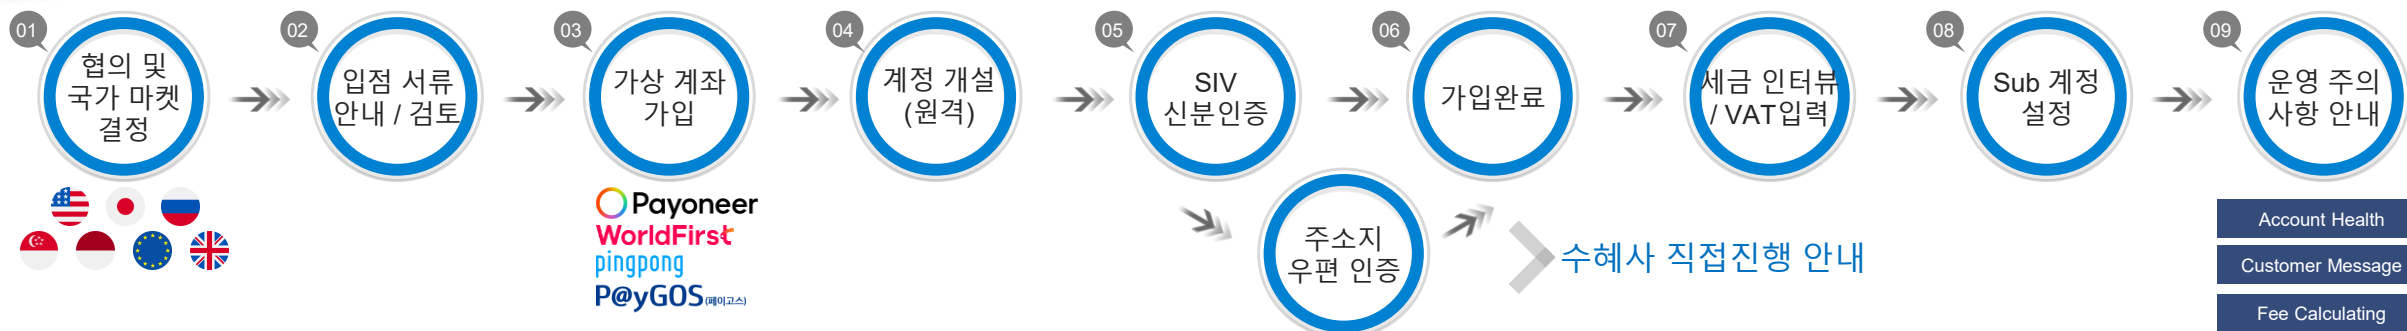 01
협의 및
국가 마켓
결정
02
입점 서류
안내 / 검토
03
가상 계좌
가입
Payoneer
WorldFirst
pingpong
P@yGOS(페이고스)
04
계정 개설
(원격)
05
SIV
신분인증
주소지
우편 인증
수혜사 직접진행 안내
06
가입완료
07
세금 인터뷰
/ VAT입력
08
Sub 계정
설정
09
운영 주의
사항 안내
Account Health
Customer Message
Fee Calculating